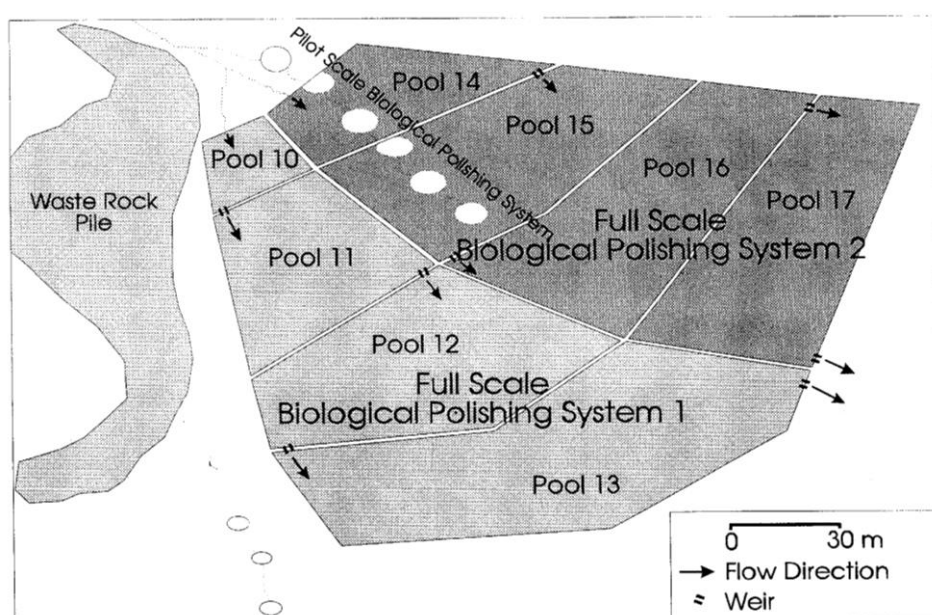 Pilot Scale Biological Polishing System
Pool 14
Pool 15
Pool 10
Pool 16
Pool 17
Waste Rock
Pile
Full Scale
Biological Polishing System 2
Pool 11
Pool 12
Full Scale
Biological Polishing System 1
Pool 13
0 30 m
Flow Direction
Weir